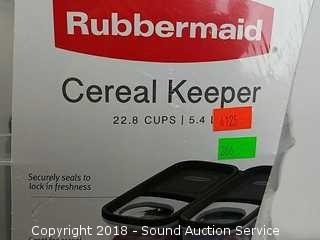 Rubbermaid
Cereal Keeper
22.8 CUPS | 5.4
Securely seals to
lock in freshness
Copyright 2018 - Sound Auction Service